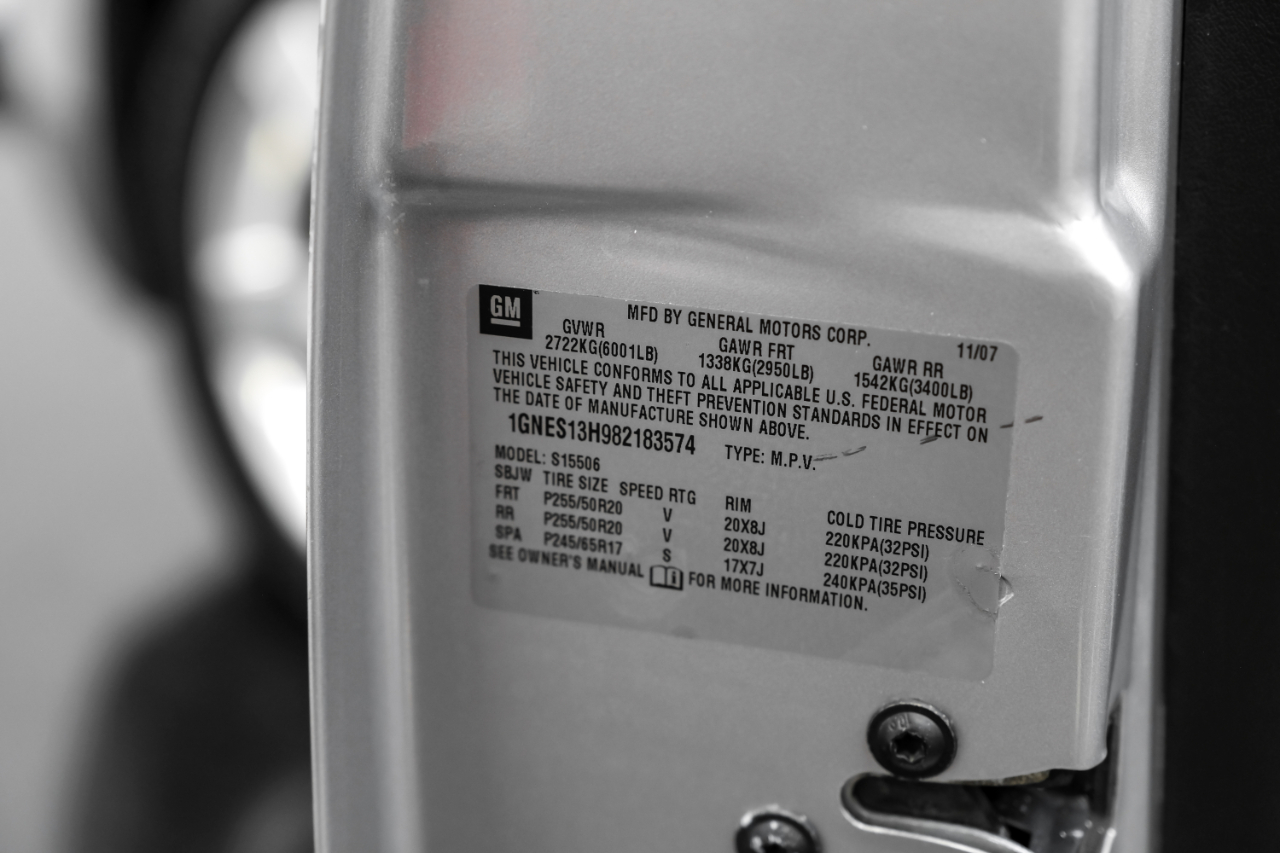 GM
MFD BY GENERAL MOTORS CORP. 11/07
GVWR GAWR FRT GAWR RR
2722KG(6001LB) 1338KG(2950LB) 1542KG(3400LB)
THIS VEHICLE CONFORMS TO ALL APPLICABLE U.S. FEDERAL MOTOR
VEHICLE SAFETY AND THEFT PREVENTION STANDARDS IN EFFECT ON
THE DATE OF MANUFACTURE SHOWN ABOVE.
1GNES13H982183574 TYPE: M.P.V.
MODEL: S15506
SBJW TIRE SIZE SPEED RTG RIM COLD TIRE PRESSURE
FRT P255/50R20 V 20X8J 220KPA(32PSI)
RR P255/50R20 V 20X8J 220KPA(32PSI)
SPA P245/65R17 S 17X7J 240KPA(35PSI)
SEE OWNER'S MANUAL i FOR MORE INFORMATION.